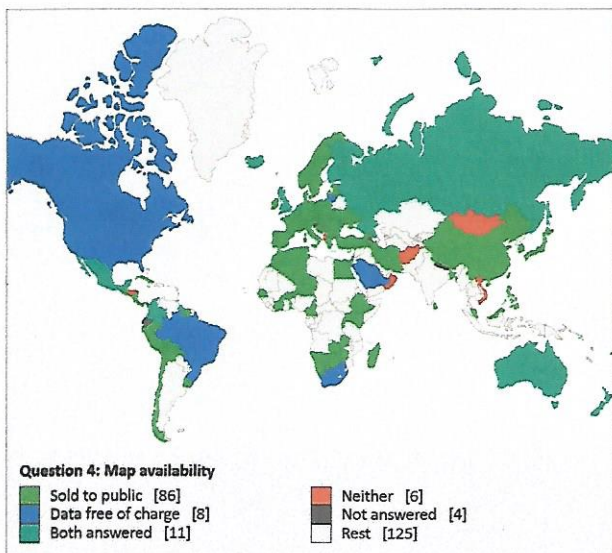 Question 4: Map availability
Sold to public [86]
Data free of charge [8]
Both answered [11]
Neither [6]
Not answered [4]
Rest [125]